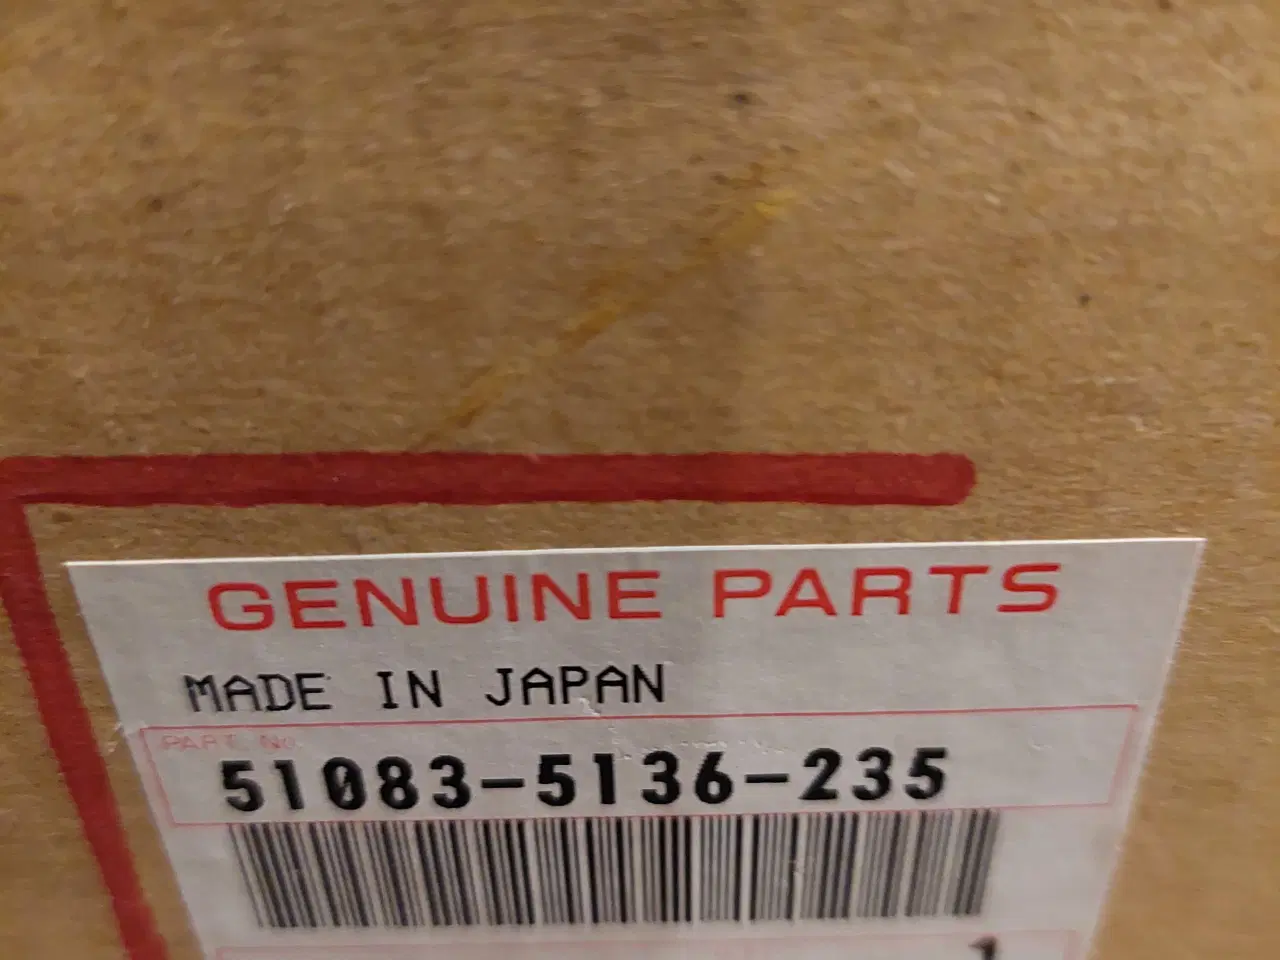 GENUINE PARTS
MADE IN JAPAN
PART No.
51083-5136-235
1